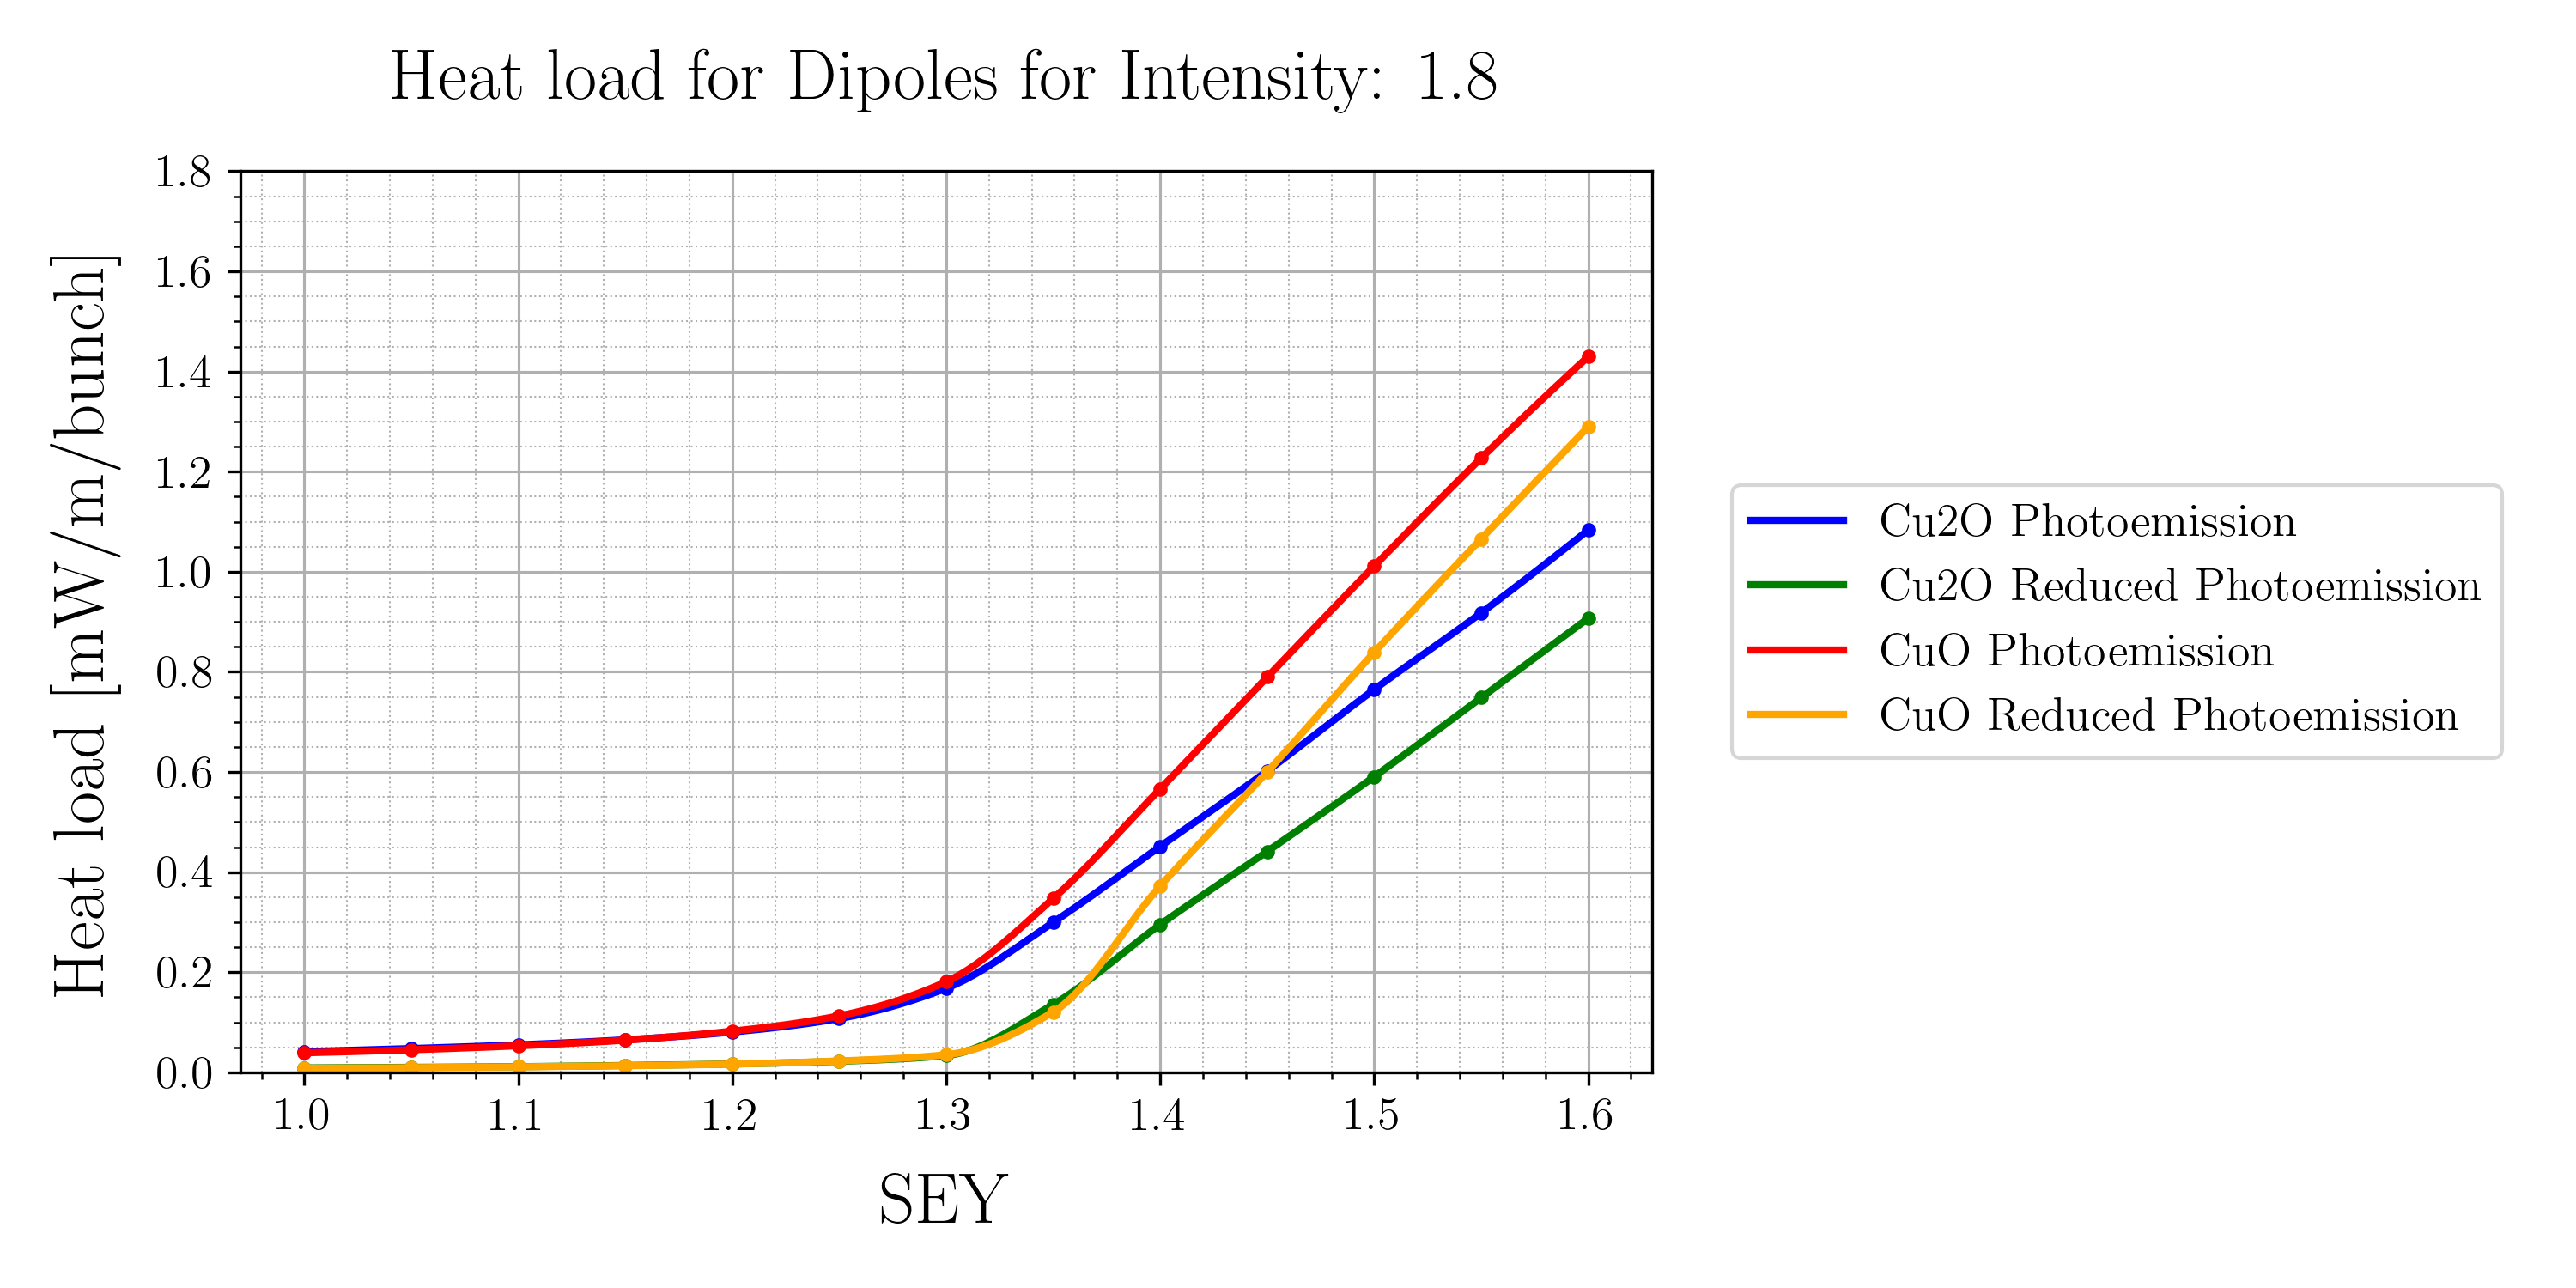 Heat load for Dipoles for Intensity: 1.8
Heat load [mW/m/bunch]
1.8
1.6
1.4
1.2
1.0
0.8
0.6
0.4
0.2
0.0
1.0 1.1 1.2 1.3 1.4 1.5 1.6
SEY
Cu2O Photoemission
Cu2O Reduced Photoemission
CuO Photoemission
CuO Reduced Photoemission